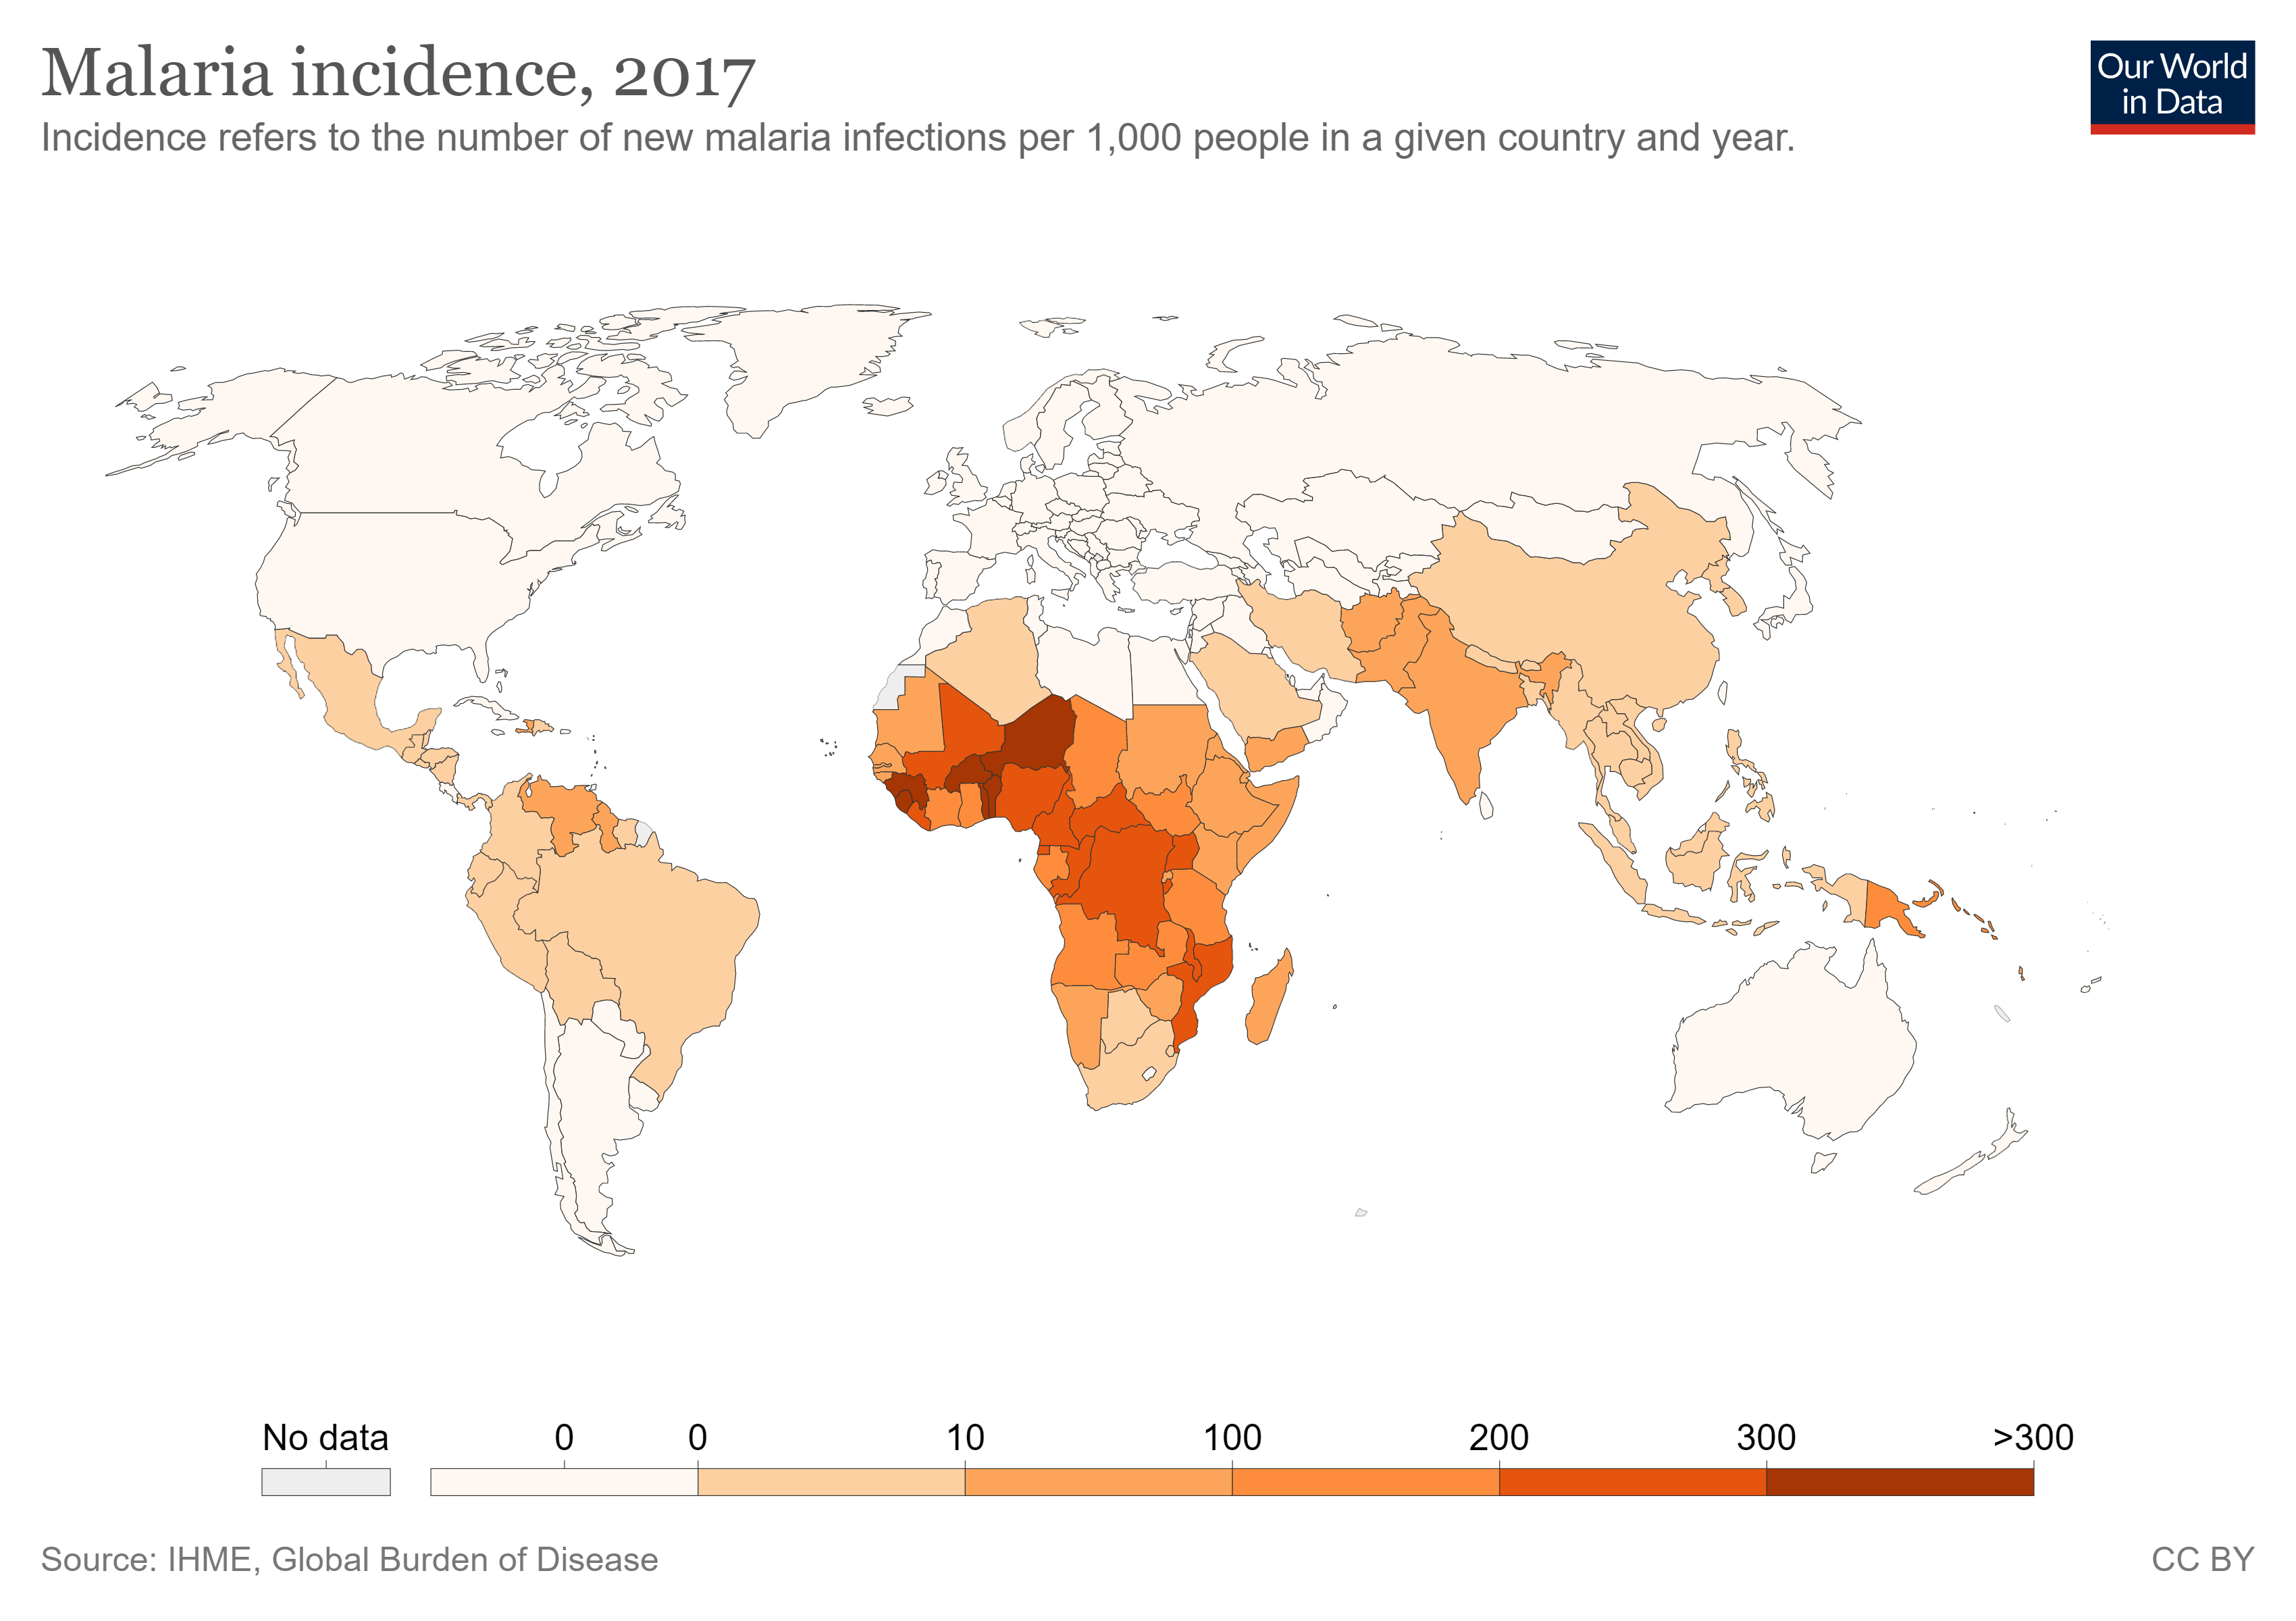 Malaria incidence, 2017
Incidence refers to the number of new malaria infections per 1,000 people in a given country and year.
Our World
in Data
No data
0
0
10
100
200
300
>300
Source: IHME, Global Burden of Disease
CC BY